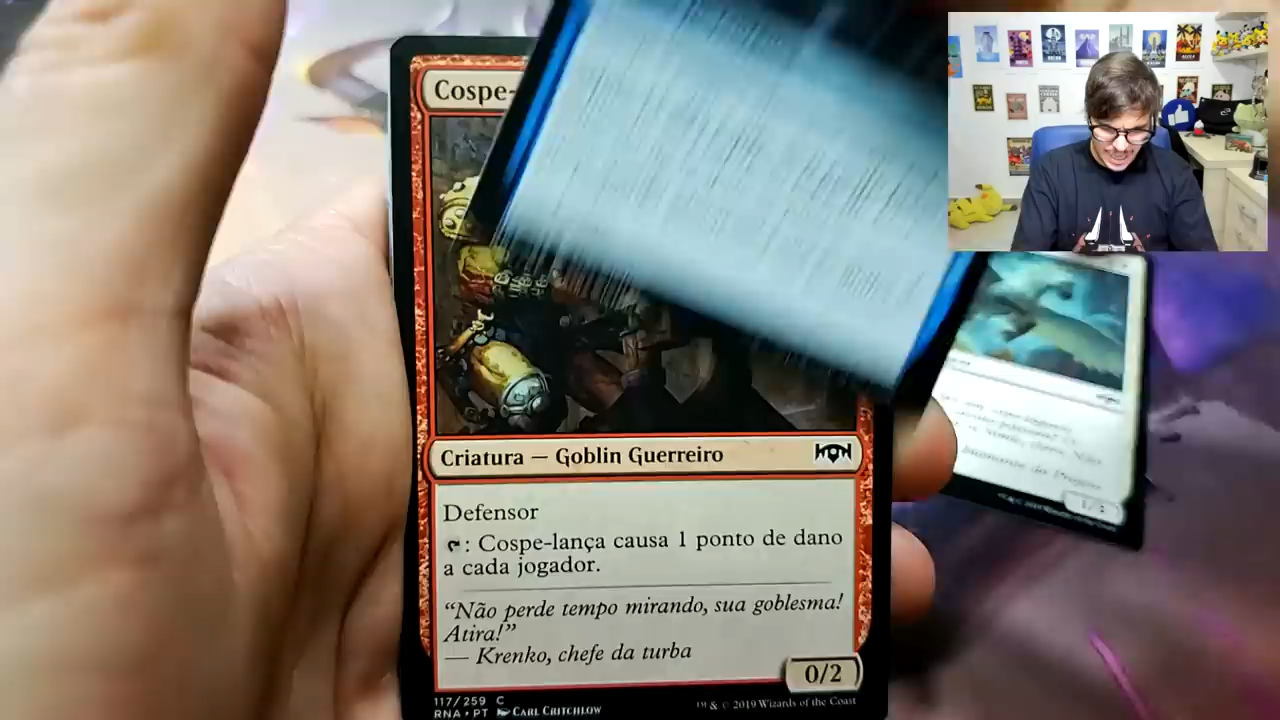 Cospe-
Criatura — Goblin Guerreiro
Defensor
: Cospe-lança causa 1 ponto de dano
a cada jogador.
“Não perde tempo mirando, sua goblesma!
Atira!”
— Krenko, chefe da turba
0/2
117/259 C
RNA • PT CARL CRITCHLOW
™ & © 2019 Wizards of the Coast